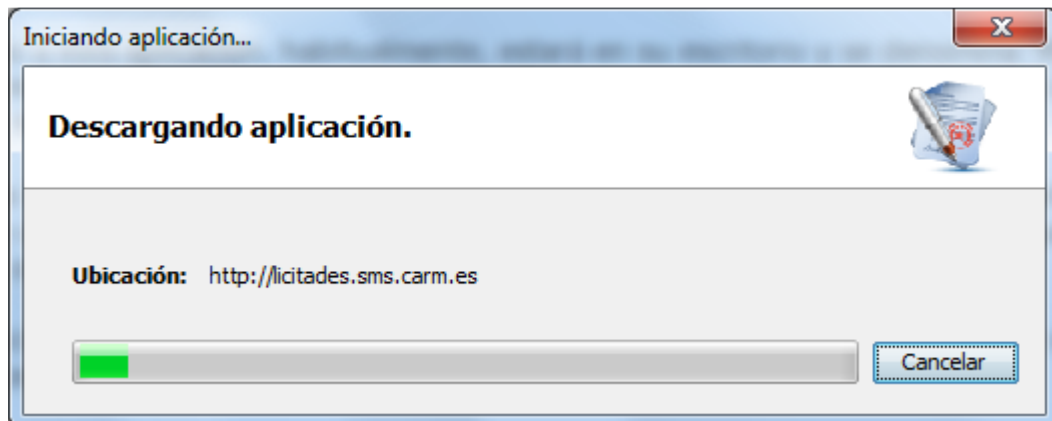 Iniciando aplicación...
Descargando aplicación.
Ubicación: http://licitades.sms.carm.es
Cancelar